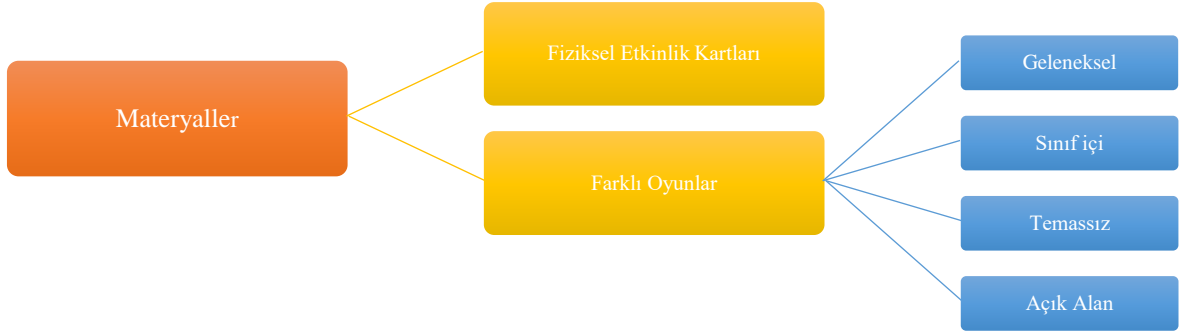 Materyaller
Fiziksel Etkinlik Kartları
Farklı Oyunlar
Geleneksel
Sınıf içi
Temassız
Açık Alan